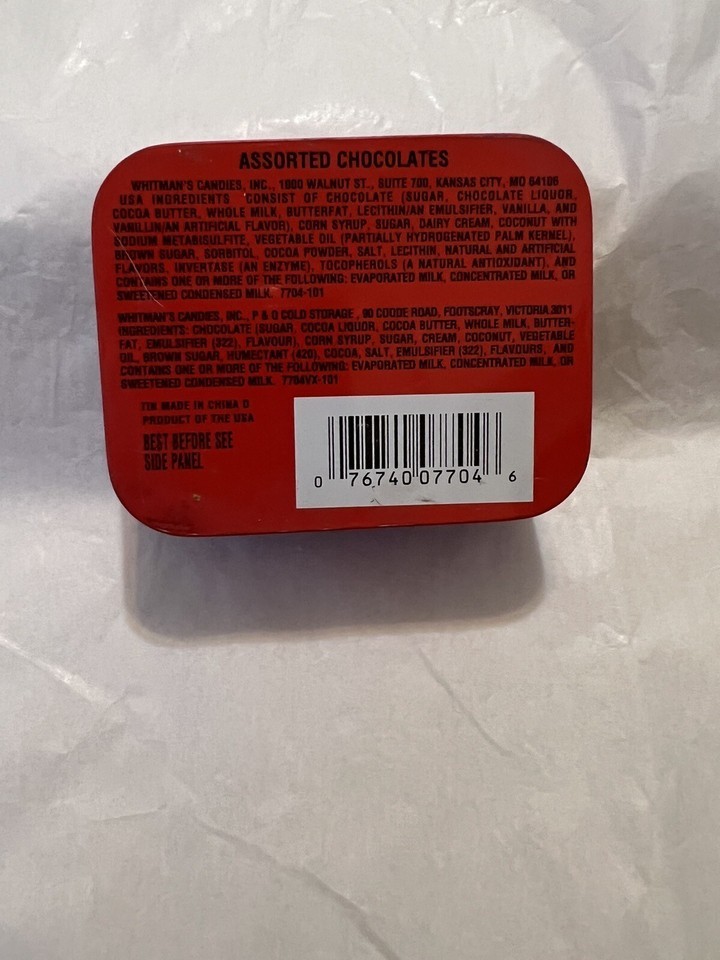 ASSORTED CHOCOLATES
WHITMAN'S CANDIES, INC., 1000 WALNUT ST., SUITE 700, KANSAS CITY, MO 64106
USA INGREDIENTS CONSIST OF CHOCOLATE (SUGAR, CHOCOLATE LIQUOR,
COCOA BUTTER, WHOLE MILK, BUTTERFAT, LECITHIN/AN EMULSIFIER, VANILLA, AND
VANILLIN/AN ARTIFICIAL FLAVOR), CORN SYRUP, SUGAR, DAIRY CREAM, COCONUT WITH
SODIUM METABISULFITE, VEGETABLE OIL (PARTIALLY HYDROGENATED PALM KERNEL),
BROWN SUGAR, SORBITOL, COCOA POWDER, SALT, LECITHIN, NATURAL AND ARTIFICIAL
FLAVORS, INVERTASE (AN ENZYME), TOCOPHEROLS (A NATURAL ANTIOXIDANT), AND
CONTAINS ONE OR MORE OF THE FOLLOWING: EVAPORATED MILK, CONCENTRATED MILK, OR
SWEETENED CONDENSED MILK. 7704-101
WHITMAN'S CANDIES, INC., P & O COLD STORAGE, 90 COODE ROAD, FOOTSCRAY, VICTORIA 3011
INGREDIENTS: CHOCOLATE (SUGAR, COCOA LIQUOR, COCOA BUTTER, WHOLE MILK, BUTTER-
FAT, EMULSIFIER (322), FLAVOUR), CORN SYRUP, SUGAR, CREAM, COCONUT, VEGETABLE
OIL, BROWN SUGAR, HUMECTANT (420), COCOA, SALT, EMULSIFIER (322), FLAVOURS, AND
CONTAINS ONE OR MORE OF THE FOLLOWING: EVAPORATED MILK, CONCENTRATED MILK, OR
SWEETENED CONDENSED MILK. 7704VX-101
TIN MADE IN CHINA D
PRODUCT OF THE USA
BEST BEFORE SEE
SIDE PANEL
0 76740 07704 6